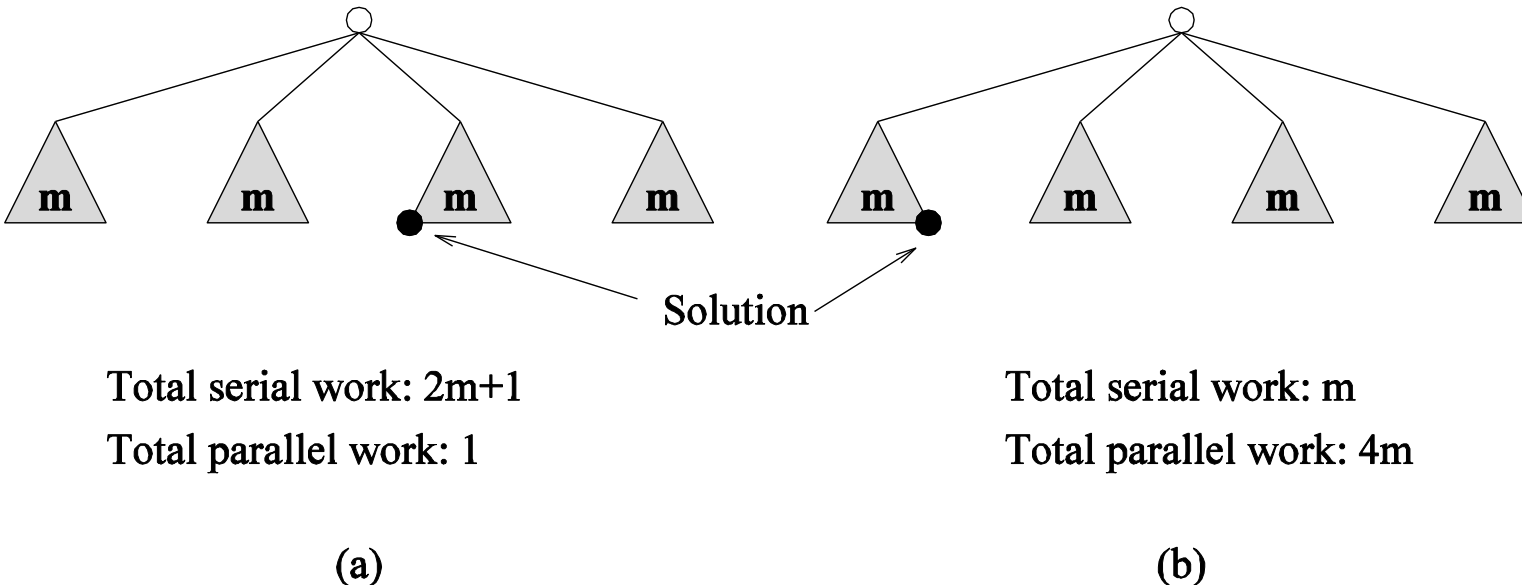 m m m m m m m m
Solution
Total serial work: 2m+1 Total serial work: m
Total parallel work: 1 Total parallel work: 4m
(a) (b)